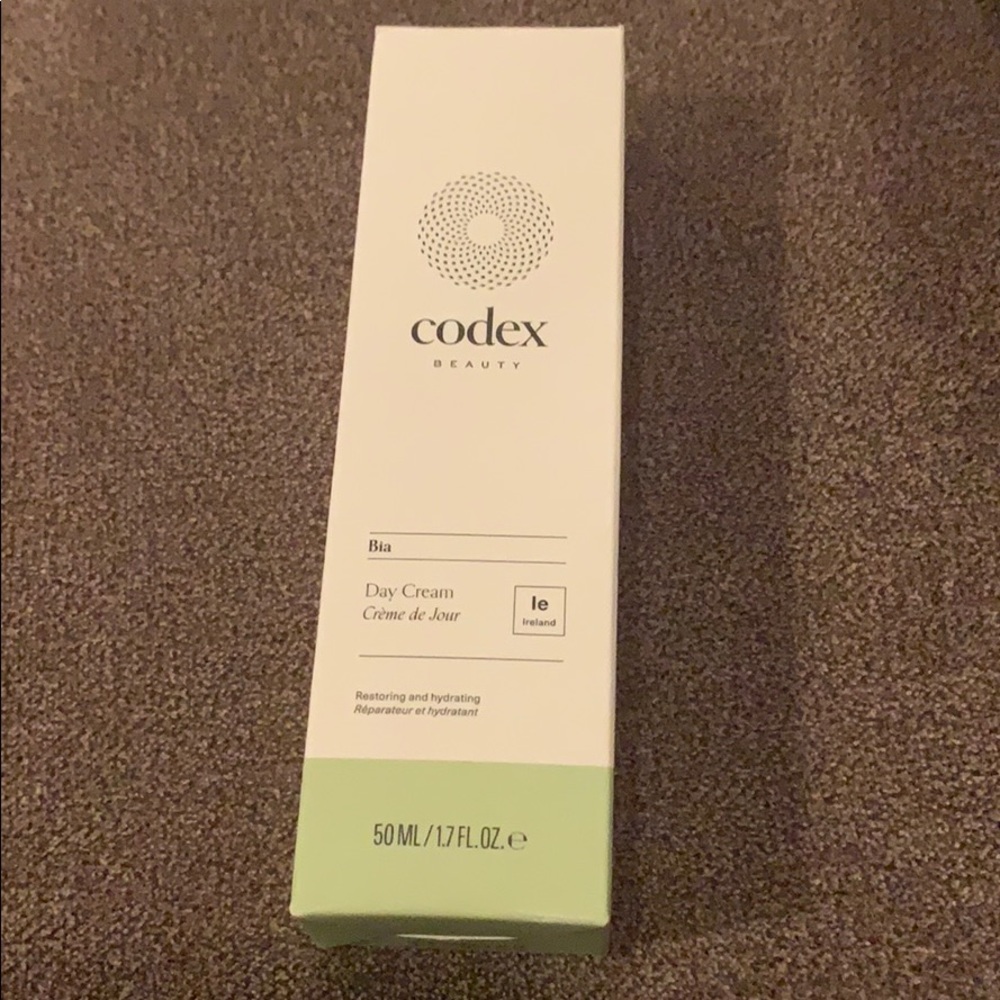 codex
BEAUTY
Bia
Day Cream
Crème de Jour
Ie
Ireland
Restoring and hydrating
Réparateur et hydratant
50 ML / 1.7 FL. OZ. ℮